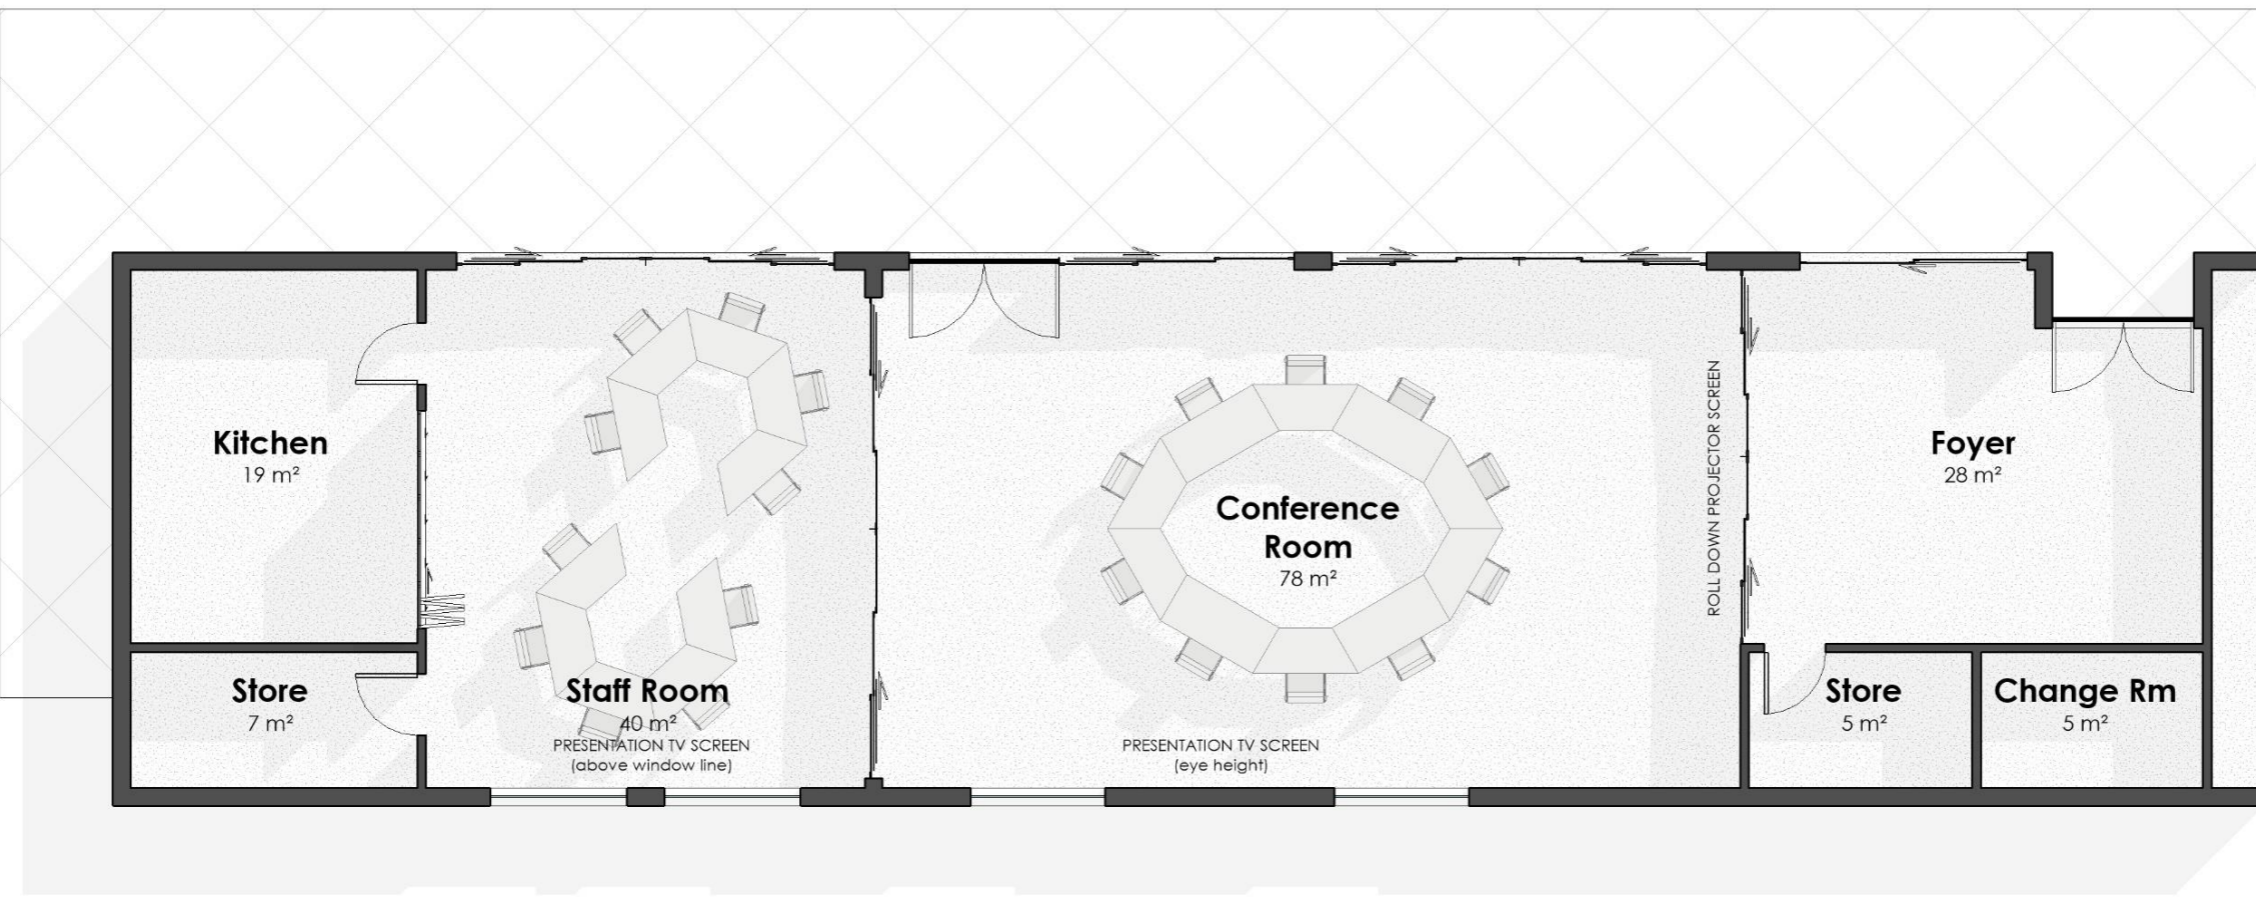 Kitchen
19 m²
Store
7 m²
Staff Room
40 m²
PRESENTATION TV SCREEN
(above window line)
Conference
Room
78 m²
PRESENTATION TV SCREEN
(eye height)
ROLL DOWN PROJECTOR SCREEN
Foyer
28 m²
Store
5 m²
Change Rm
5 m²